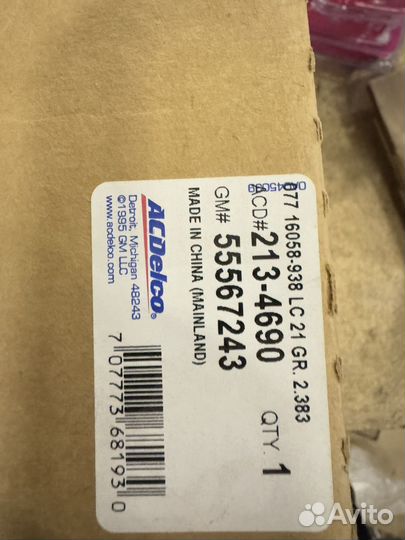 077 16058-938 LC 21 GR. 2.383
ACD#213-4690 QTY. 1
GM# 55567243
MADE IN CHINA (MAINLAND)
ACDelco®
Detroit, Michigan 48243
©1995 GM LLC
www.acdelco.com
7 07773 68193 0
Avito